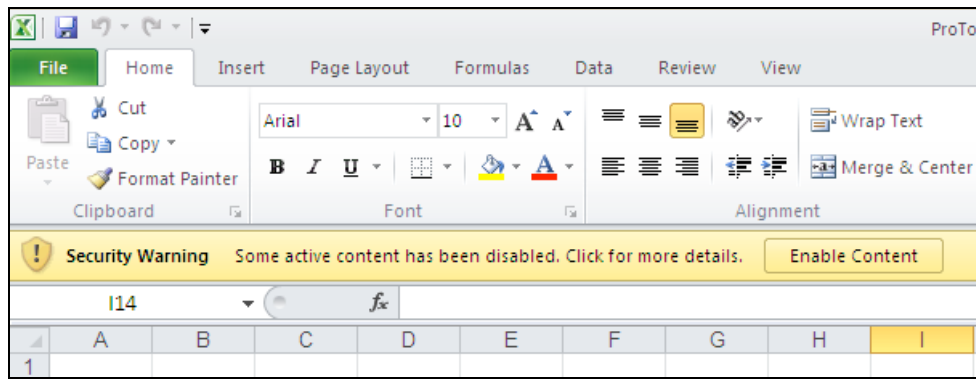 ProTo
File Home Insert Page Layout Formulas Data Review View
Cut
Copy
Paste
Format Painter
Clipboard
Arial 10 A A
B I U A
Font
Wrap Text
Merge & Center
Alignment
Security Warning Some active content has been disabled. Click for more details. Enable Content
I14 fx
A B C D E F G H I
1